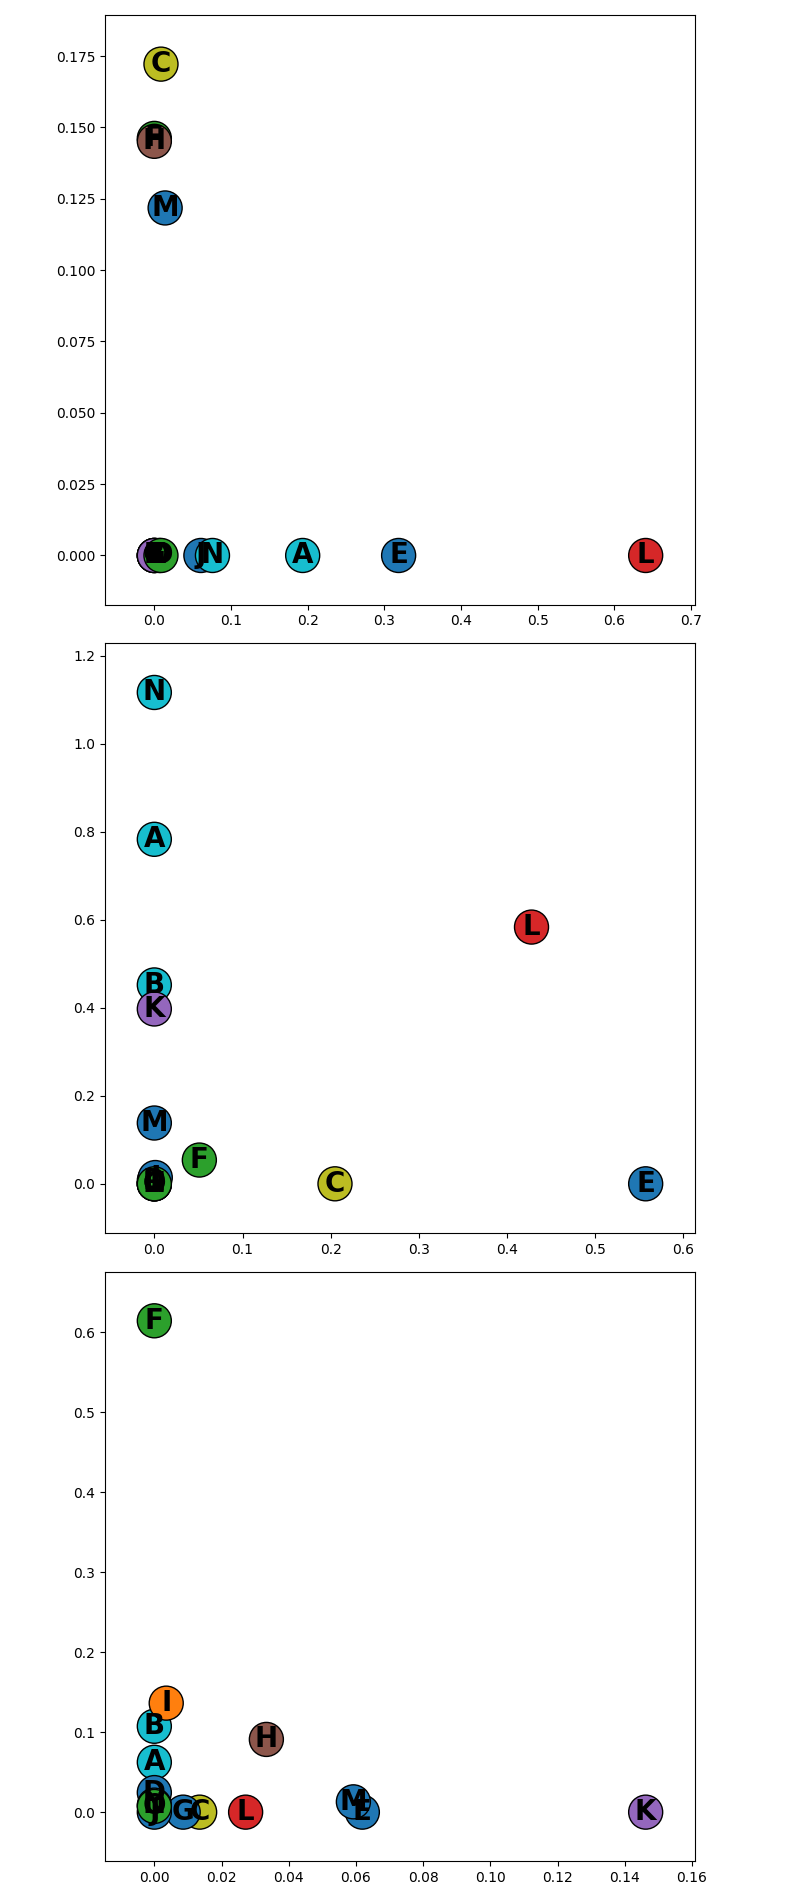 0.175
C
0.150
H
0.125
M
0.100
0.075
0.050
0.025
0.000
O J N A E L
0.0 0.1 0.2 0.3 0.4 0.5 0.6 0.7
1.2
N
1.0
0.8
A
0.6
L
B
0.4
K
0.2
M
F
0.0
C E
0.0 0.1 0.2 0.3 0.4 0.5 0.6
0.6
F
0.5
0.4
0.3
0.2
I
B
0.1
H
A
D
M
0.0
J G C L E K
0.00 0.02 0.04 0.06 0.08 0.10 0.12 0.14 0.16